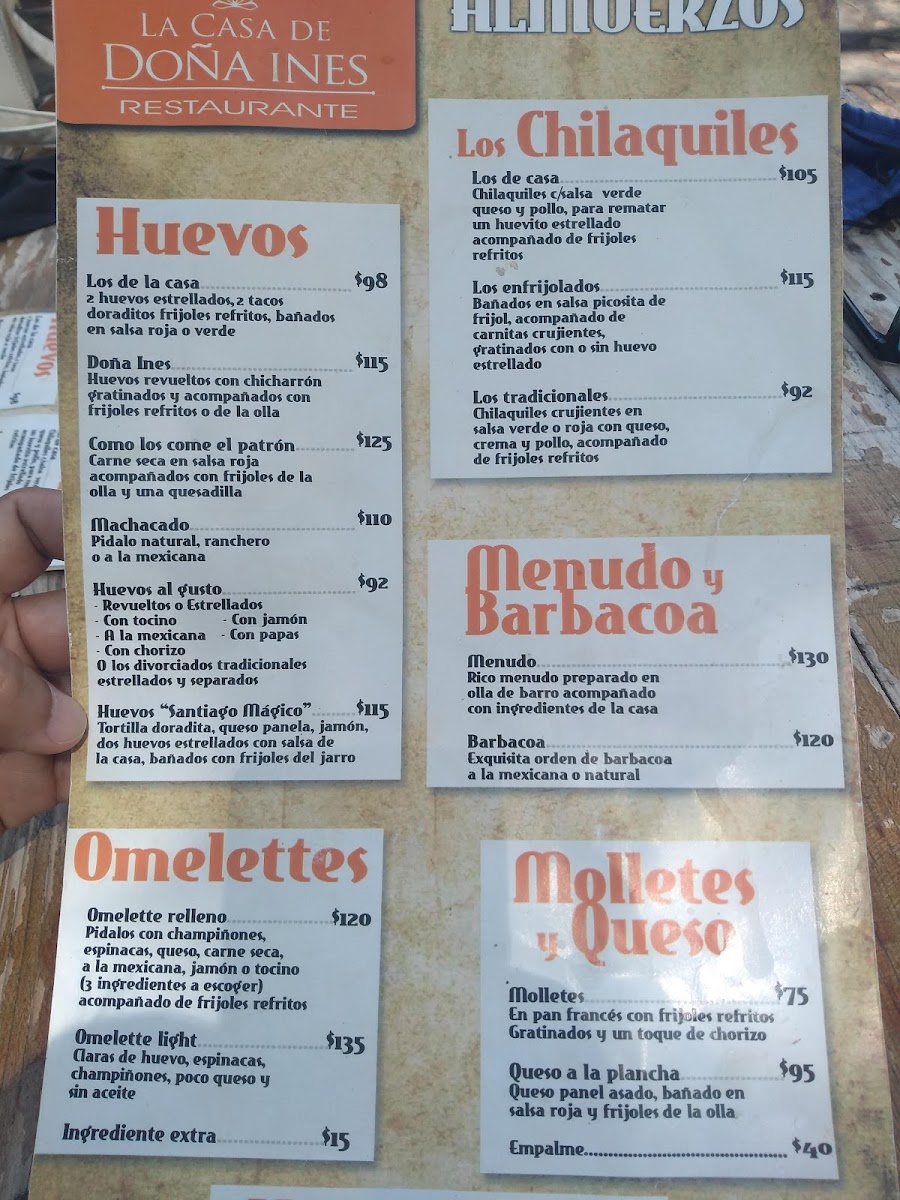 LA CASA DE
DOÑA INES
RESTAURANTE
ALMUERZOS
Huevos
Los de la casa $98
2 huevos estrellados, 2 tacos
doraditos frijoles refritos, bañados
en salsa roja o verde
Doña Ines $115
Huevos revueltos con chicharrón
gratinados y acompañados con
frijoles refritos o de la olla
Como los come el patrón $125
Carne seca en salsa roja
acompañados con frijoles de la
olla y una quesadilla
Machacado $110
Pidalo natural, ranchero
o a la mexicana
Huevos al gusto $92
- Revueltos o Estrellados
- Con tocino - Con jamón
- A la mexicana - Con papas
- Con chorizo
O los divorciados tradicionales
estrellados y separados
Huevos "Santiago Mágico" $115
Tortilla doradita, queso panela, jamón,
dos huevos estrellados con salsa de
la casa, bañados con frijoles del jarro
Omelettes
Omelette relleno $120
Pidalos con champiñones,
espinacas, queso, carne seca,
a la mexicana, jamón o tocino
(3 ingredientes a escoger)
acompañado de frijoles refritos
Omelette light $135
Claras de huevo, espinacas,
champiñones, poco queso y
sin aceite
Ingrediente extra $15
Los Chilaquiles
Los de casa $105
Chilaquiles c/salsa verde
queso y pollo, para rematar
un huevito estrellado
acompañado de frijoles
refritos
Los enfrijolados $115
Bañados en salsa picosita de
frijol, acompañado de
carnitas crujientes,
gratinados con o sin huevo
estrellado
Los tradicionales $92
Chilaquiles crujientes en
salsa verde o roja con queso,
crema y pollo, acompañado
de frijoles refritos
Menudo y
Barbacoa
Menudo $130
Rico menudo preparado en
olla de barro acompañado
con ingredientes de la casa
Barbacoa $120
Exquisita orden de barbacoa
a la mexicana o natural
Molletes
y Queso
Molletes $75
En pan francés con frijoles refritos
Gratinados y un toque de chorizo
Queso a la plancha $95
Queso panel asado, bañado en
salsa roja y frijoles de la olla
Empalme $40